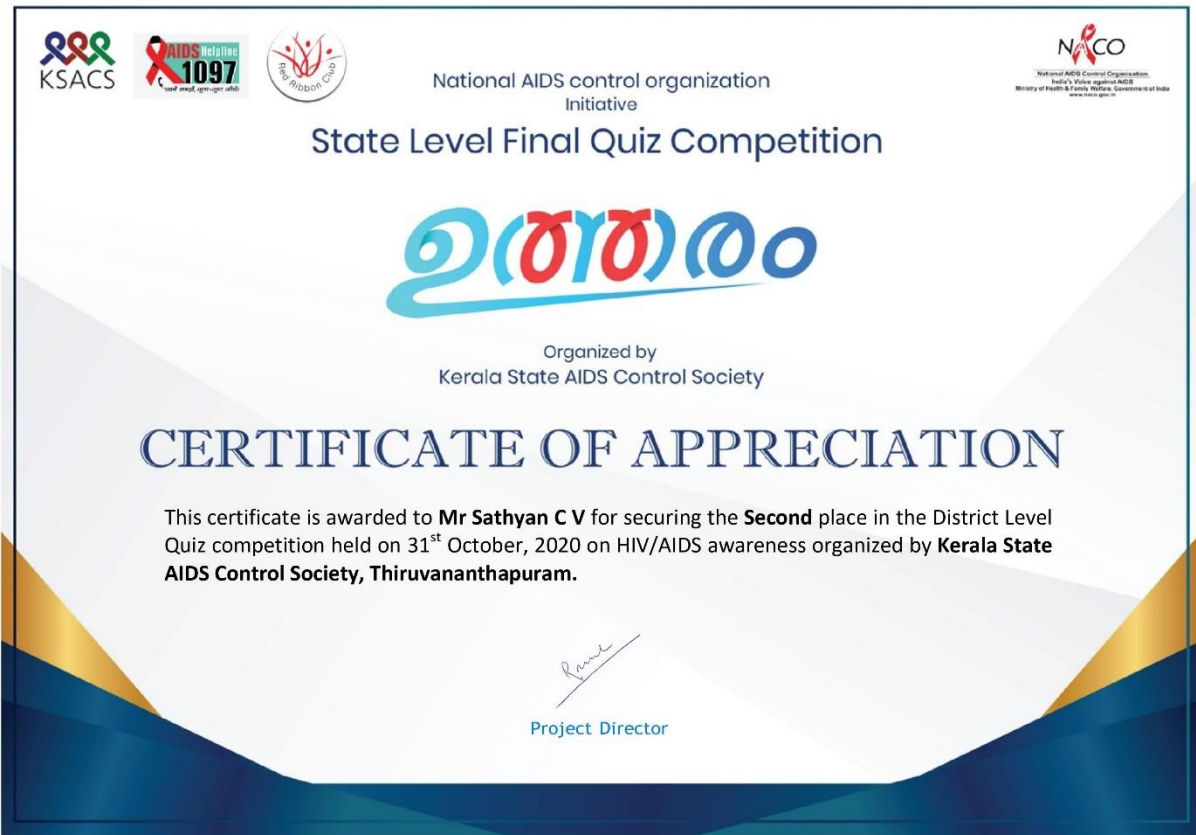 KSACS
AIDS Helpline
1097
Red Ribbon Club
NACO
National AIDS Control Organisation
India's Voice against AIDS
Ministry of Health & Family Welfare, Government of India
www.naco.gov.in
National AIDS control organization
Initiative
State Level Final Quiz Competition
ഉത്തരം
Organized by
Kerala State AIDS Control Society
CERTIFICATE OF APPRECIATION
This certificate is awarded to Mr Sathyan C V for securing the Second place in the District Level
Quiz competition held on 31st October, 2020 on HIV/AIDS awareness organized by Kerala State
AIDS Control Society, Thiruvananthapuram.
Project Director